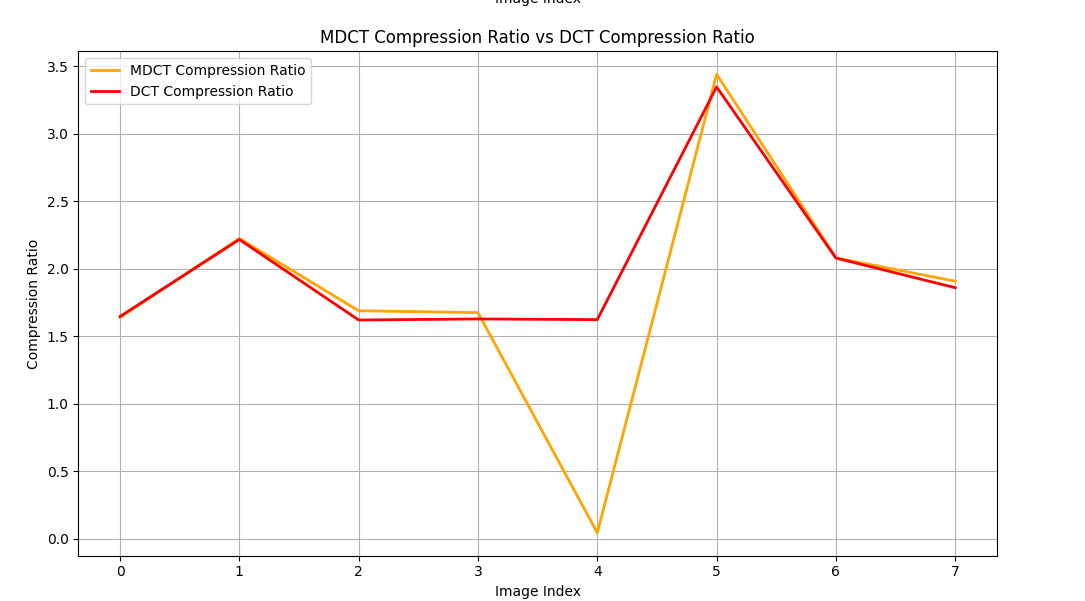 Image Index
MDCT Compression Ratio vs DCT Compression Ratio
MDCT Compression Ratio
DCT Compression Ratio
Compression Ratio
3.5
3.0
2.5
2.0
1.5
1.0
0.5
0.0
0 1 2 3 4 5 6 7
Image Index